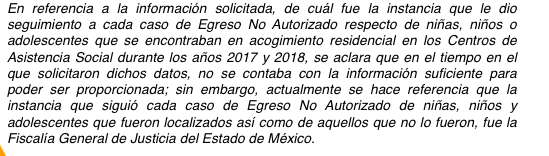 En referencia a la información solicitada, de cuál fue la instancia que le dio
seguimiento a cada caso de Egreso No Autorizado respecto de niñas, niños o
adolescentes que se encontraban en acogimiento residencial en los Centros de
Asistencia Social durante los años 2017 y 2018, se aclara que en el tiempo en el
que solicitaron dichos datos, no se contaba con la información suficiente para
poder ser proporcionada; sin embargo, actualmente se hace referencia que la
instancia que siguió cada caso de Egreso No Autorizado de niñas, niños y
adolescentes que fueron localizados así como de aquellos que no lo fueron, fue la
Fiscalía General de Justicia del Estado de México.